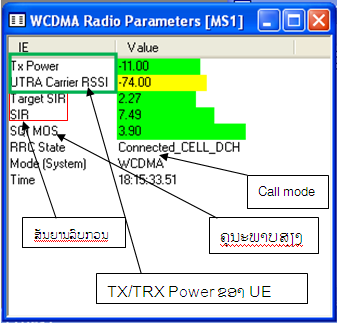 WCDMA Radio Parameters [MS1]
IE Value
Tx Power -11.00
UTRA Carrier RSSI -74.00
Target SIR 2.27
SIR 7.49
SQI MOS 3.90
RRC State Connected_CELL_DCH
Mode (System) WCDMA
Time 18:15:33.51
Call mode
ສັນຍານລົບກວນ
ຄຸນະພາບສຽງ
TX/TRX Power ຂອງ UE